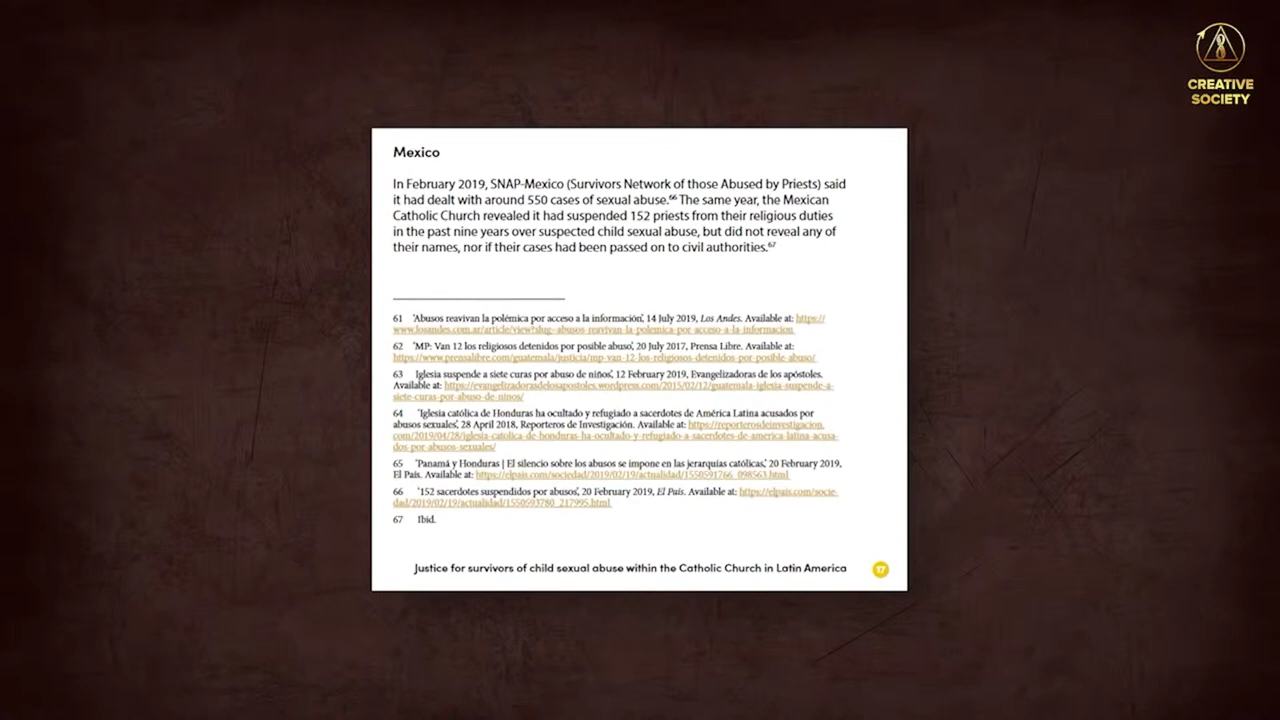 CREATIVE
SOCIETY
Mexico
In February 2019, SNAP-Mexico (Survivors Network of those Abused by Priests) said
it had dealt with around 550 cases of sexual abuse.⁶⁶ The same year, the Mexican
Catholic Church revealed it had suspended 152 priests from their religious duties
in the past nine years over suspected child sexual abuse, but did not reveal any of
their names, nor if their cases had been passed on to civil authorities.⁶⁷
61 'Abusos reavivan la polémica por acceso a la información', 14 July 2019, Los Andes. Available at: https://
www.losandes.com.ar/article/view?slug=abusos-reavivan-la-polemica-por-acceso-a-la-informacion
62 'MP: Van 12 los religiosos detenidos por posible abuso', 20 July 2017, Prensa Libre. Available at:
https://www.prensalibre.com/guatemala/justicia/mp-van-12-los-religiosos-detenidos-por-posible-abuso/
63 Iglesia suspende a siete curas por abuso de niños', 12 February 2019, Evangelizadoras de los apóstoles.
Available at: https://evangelizadorasdelosapostoles.wordpress.com/2015/02/12/guatemala-iglesia-suspende-a-
siete-curas-por-abuso-de-ninos/
64 'Iglesia católica de Honduras ha ocultado y refugiado a sacerdotes de América Latina acusados por
abusos sexuales', 28 April 2018, Reporteros de Investigación. Available at: https://reporterosdeinvestigacion.
com/2019/04/28/iglesia-catolica-de-honduras-ha-ocultado-y-refugiado-a-sacerdotes-de-america-latina-acusa-
dos-por-abusos-sexuales/
65 'Panamá y Honduras | El silencio sobre los abusos se impone en las jerarquías católicas,' 20 February 2019,
El País. Available at: https://elpais.com/sociedad/2019/02/19/actualidad/1550591766_098563.html
66 '152 sacerdotes suspendidos por abusos', 20 February 2019, El País. Available at: https://elpais.com/socie-
dad/2019/02/19/actualidad/1550593780_217995.html
67 Ibid.
Justice for survivors of child sexual abuse within the Catholic Church in Latin America 17